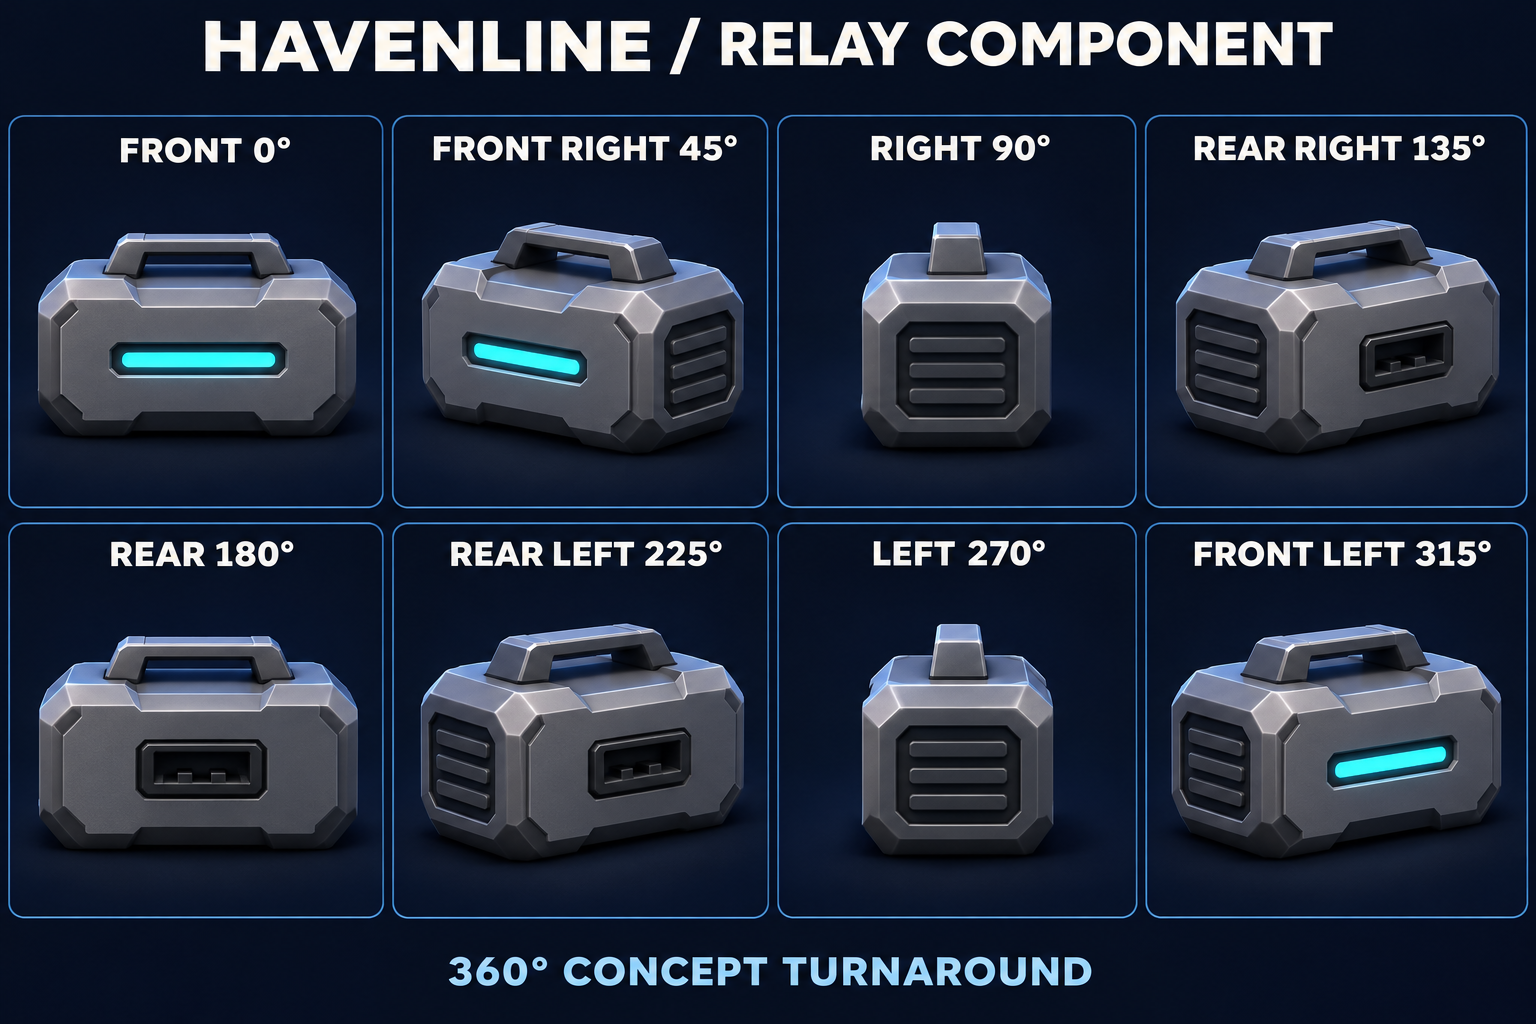 HAVENLINE / RELAY COMPONENT
FRONT 0°
FRONT RIGHT 45°
RIGHT 90°
REAR RIGHT 135°
REAR 180°
REAR LEFT 225°
LEFT 270°
FRONT LEFT 315°
360° CONCEPT TURNAROUND